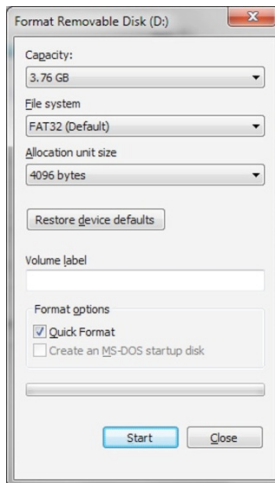 Format Removable Disk (D:)
Capacity:
3.76 GB
File system
FAT32 (Default)
Allocation unit size
4096 bytes
Restore device defaults
Volume label
Format options
Quick Format
Create an MS-DOS startup disk
Start
Close